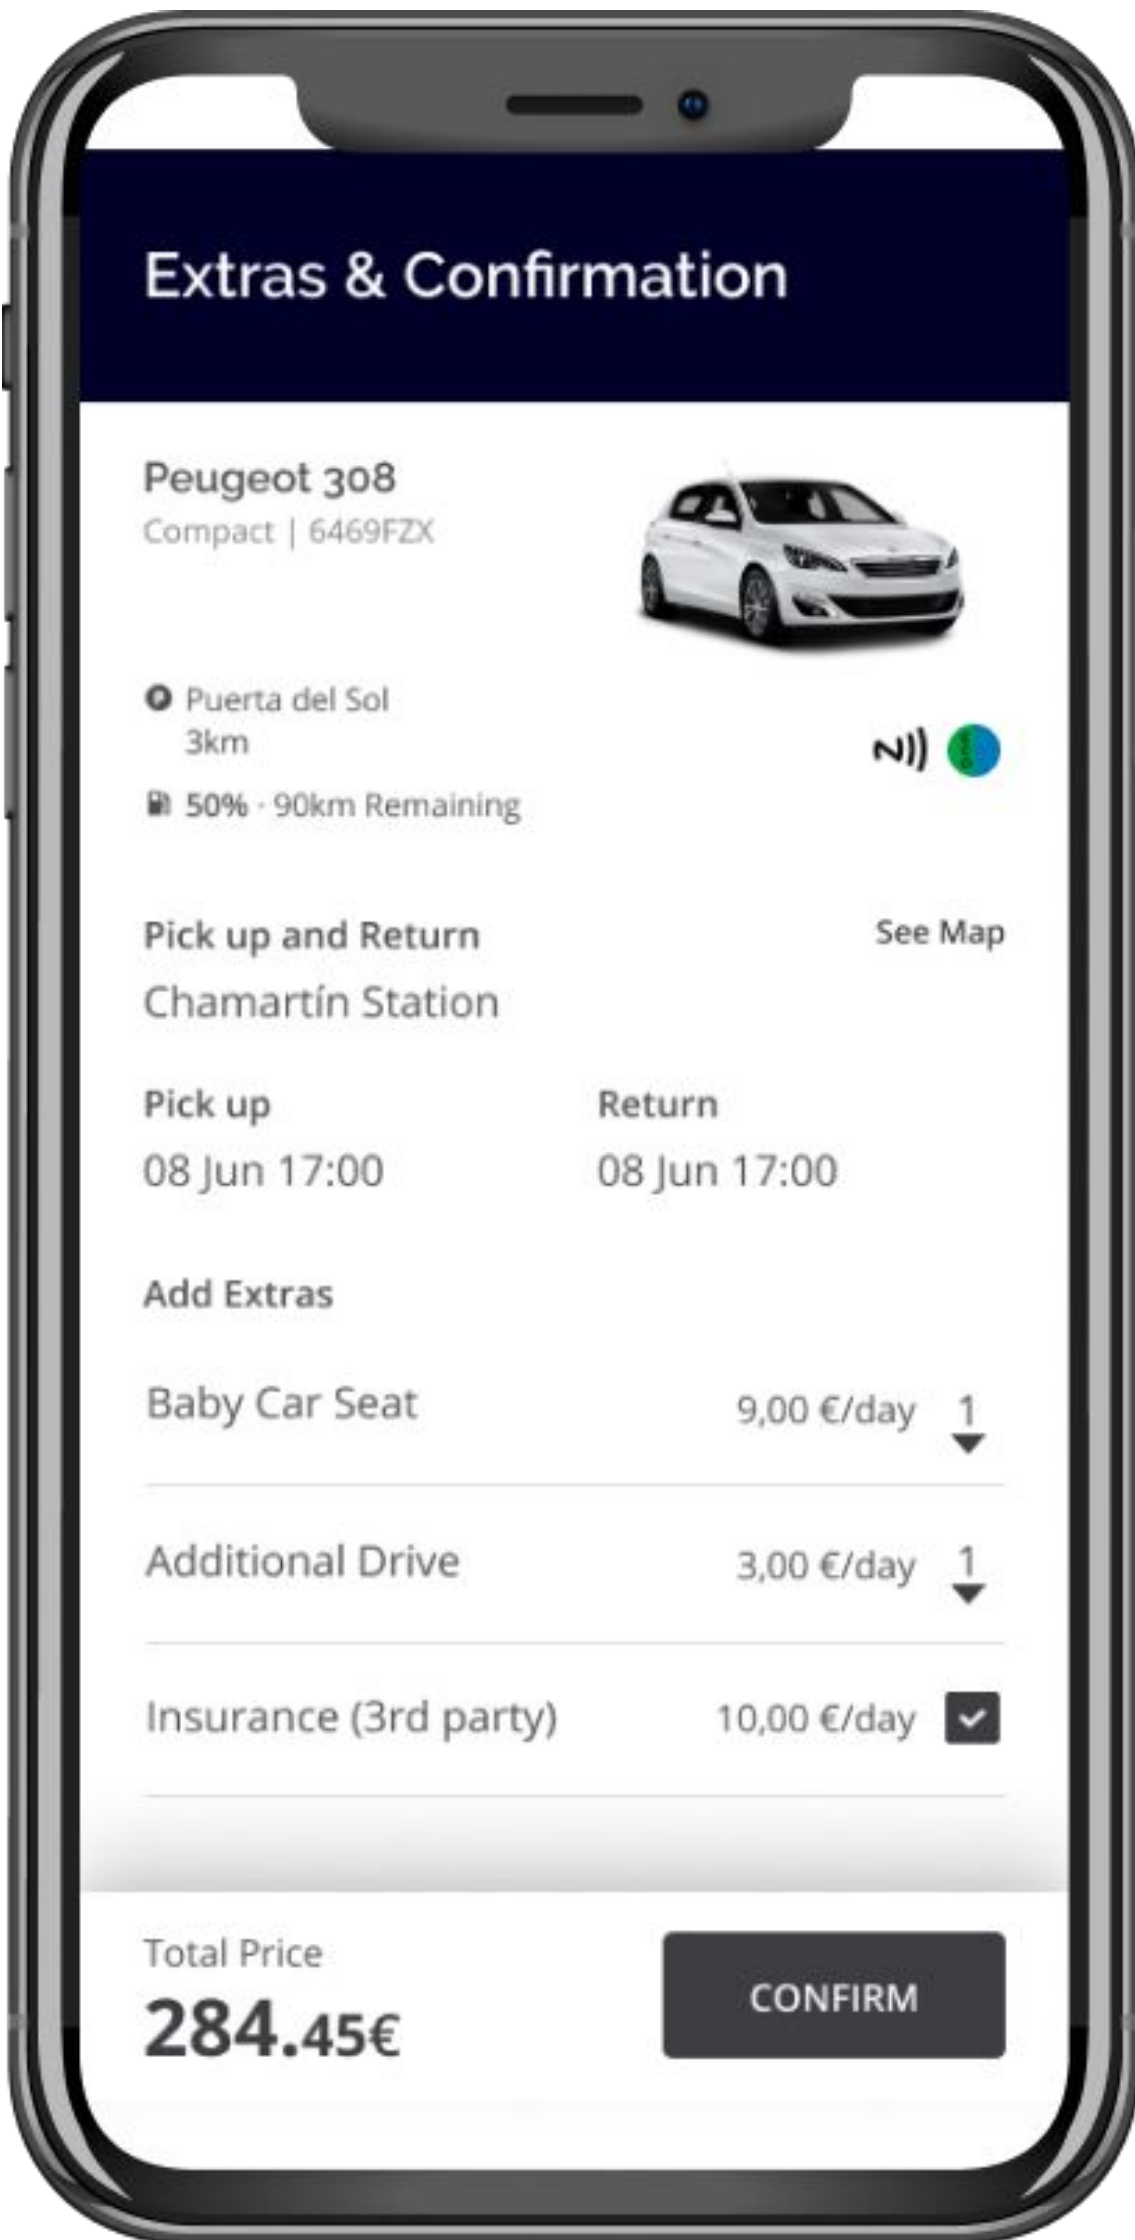 Extras & Confirmation
Peugeot 308
Compact | 6469FZX
Puerta del Sol
3km
50% · 90km Remaining
Pick up and Return
See Map
Chamartín Station
Pick up
Return
08 Jun 17:00
08 Jun 17:00
Add Extras
Baby Car Seat 9,00 €/day 1
Additional Drive 3,00 €/day 1
Insurance (3rd party) 10,00 €/day
Total Price
284.45€
CONFIRM